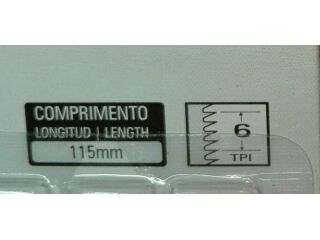 COMPRIMENTO
LONGITUD | LENGTH
115mm
6
TPI